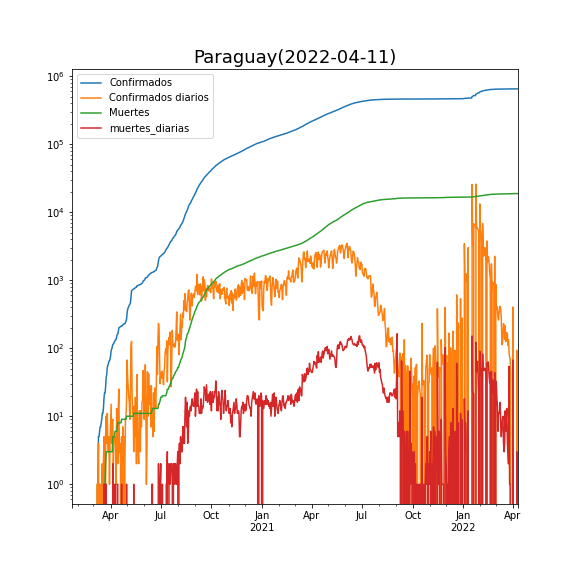 Paraguay(2022-04-11)
Confirmados
Confirmados diarios
Muertes
muertes_diarias
10^6
10^5
10^4
10^3
10^2
10^1
10^0
Apr Jul Oct Jan Apr Jul Oct Jan Apr
2021 2022